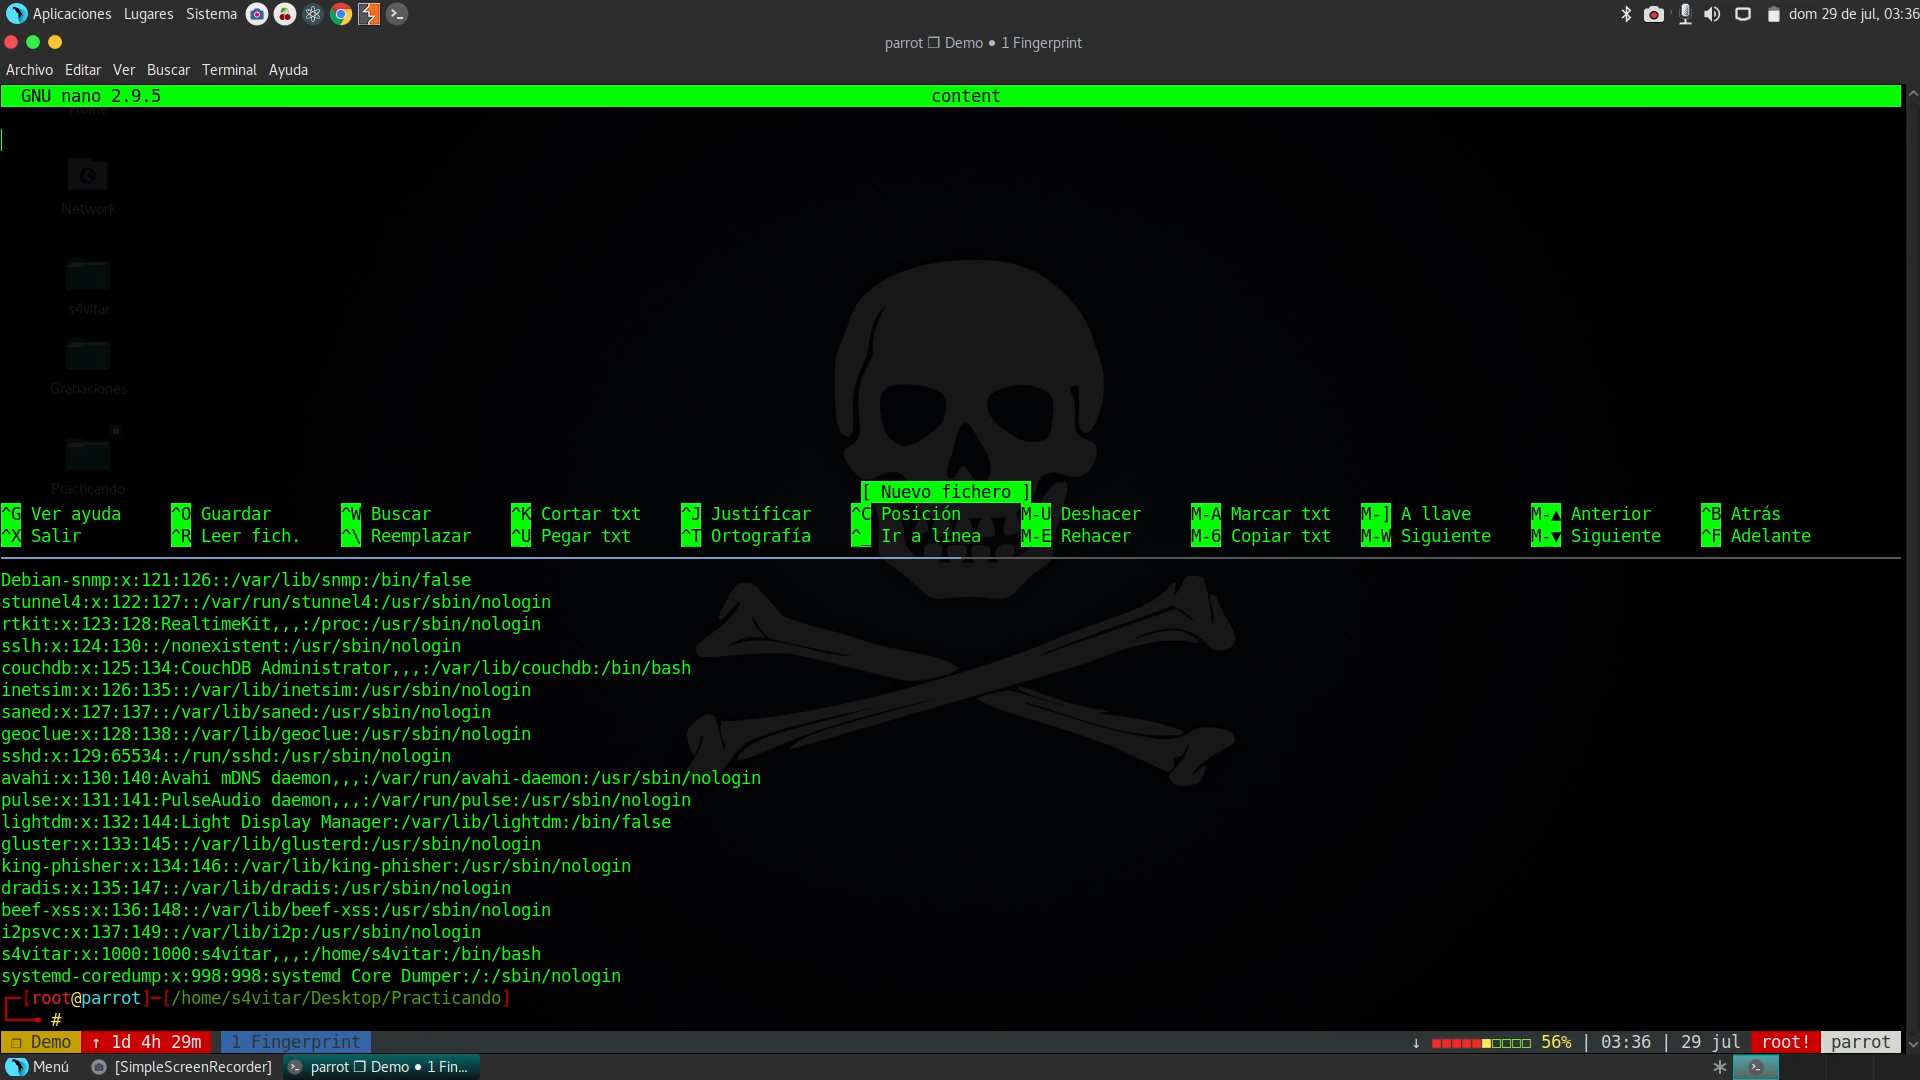 Aplicaciones Lugares Sistema dom 29 de jul, 03:36
parrot ❐ Demo ● 1 Fingerprint
Archivo Editar Ver Buscar Terminal Ayuda
GNU nano 2.9.5 content
Home
Network
s4vitar
Grabaciones
Practicando
[ Nuevo fichero ]
^G Ver ayuda ^O Guardar ^W Buscar ^K Cortar txt ^J Justificar ^C Posición M-U Deshacer M-A Marcar txt M-] A llave M-▲ Anterior ^B Atrás
^X Salir ^R Leer fich. ^\ Reemplazar ^U Pegar txt ^T Ortografía ^_ Ir a línea M-E Rehacer M-6 Copiar txt M-W Siguiente M-▼ Siguiente ^F Adelante
Debian-snmp:x:121:126::/var/lib/snmp:/bin/false
stunnel4:x:122:127::/var/run/stunnel4:/usr/sbin/nologin
rtkit:x:123:128:RealtimeKit,,,:/proc:/usr/sbin/nologin
sslh:x:124:130::/nonexistent:/usr/sbin/nologin
couchdb:x:125:134:CouchDB Administrator,,,:/var/lib/couchdb:/bin/bash
inetsim:x:126:135::/var/lib/inetsim:/usr/sbin/nologin
saned:x:127:137::/var/lib/saned:/usr/sbin/nologin
geoclue:x:128:138::/var/lib/geoclue:/usr/sbin/nologin
sshd:x:129:65534::/run/sshd:/usr/sbin/nologin
avahi:x:130:140:Avahi mDNS daemon,,,:/var/run/avahi-daemon:/usr/sbin/nologin
pulse:x:131:141:PulseAudio daemon,,,:/var/run/pulse:/usr/sbin/nologin
lightdm:x:132:144:Light Display Manager:/var/lib/lightdm:/bin/false
gluster:x:133:145::/var/lib/glusterd:/usr/sbin/nologin
king-phisher:x:134:146::/var/lib/king-phisher:/usr/sbin/nologin
dradis:x:135:147::/var/lib/dradis:/usr/sbin/nologin
beef-xss:x:136:148::/var/lib/beef-xss:/usr/sbin/nologin
i2psvc:x:137:149::/var/lib/i2p:/usr/sbin/nologin
s4vitar:x:1000:1000:s4vitar,,,:/home/s4vitar:/bin/bash
systemd-coredump:x:998:998:systemd Core Dumper:/:/sbin/nologin
┌─[root@parrot]─[/home/s4vitar/Desktop/Practicando]
└──╼ #
❐ Demo ↑ 1d 4h 29m 1 Fingerprint ↓ 56% | 03:36 | 29 jul root! parrot
Menú [SimpleScreenRecorder] parrot ❐ Demo ● 1 Fin...